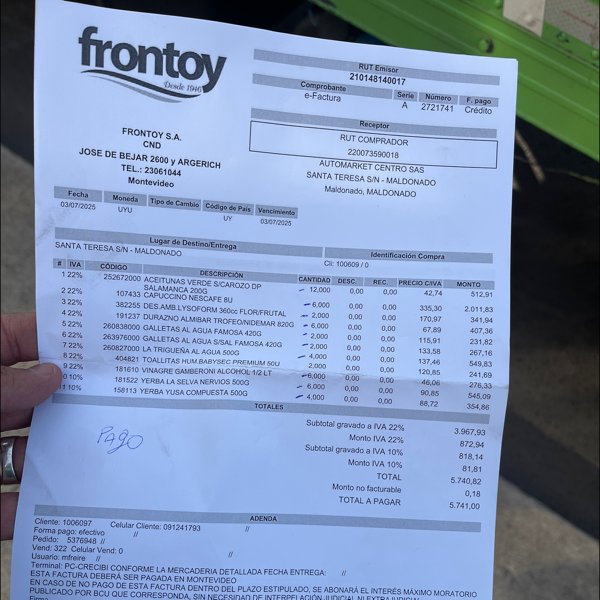 frontoy
Desde 1946
RUT Emisor
210148140017
Comprobante Serie Número F. pago
e-Factura A 2721741 Crédito
Receptor
RUT COMPRADOR
220073590018
AUTOMARKET CENTRO SAS
SANTA TERESA S/N - MALDONADO
Maldonado, MALDONADO
FRONTOY S.A.
CND
JOSE DE BEJAR 2600 y ARGERICH
TEL.: 23061044
Montevideo
Fecha Moneda Tipo de Cambio Código de País Vencimiento
03/07/2025 UYU UY 03/07/2025
Lugar de Destino/Entrega Identificación Compra
SANTA TERESA S/N - MALDONADO Cli: 100609 / 0
# IVA CÓDIGO DESCRIPCIÓN CANTIDAD DESC. REC. PRECIO C/IVA MONTO
1 22% 252672000 ACEITUNAS VERDE S/CAROZO DP SALAMANCA 200G 12,000 0,00 0,00 42,74 512,91
2 22% 107433 CAPUCCINO NESCAFE 8U 6,000 0,00 0,00 335,30 2.011,83
3 22% 382255 DES.AMB.LYSOFORM 360cc FLOR/FRUTAL 2,000 0,00 0,00 170,97 341,94
4 22% 191237 DURAZNO ALMIBAR TROFEO/NIDEMAR 820G 6,000 0,00 0,00 67,89 407,36
5 22% 260838000 GALLETAS AL AGUA FAMOSA 420G 2,000 0,00 0,00 115,91 231,82
6 22% 263976000 GALLETAS AL AGUA S/SAL FAMOSA 420G 2,000 0,00 0,00 133,58 267,16
7 22% 260827000 LA TRIGUEÑA AL AGUA 500G 4,000 0,00 0,00 137,46 549,83
8 22% 404821 TOALLITAS HUM.BABYSEC PREMIUM 50U 2,000 0,00 0,00 120,85 241,69
9 22% 181610 VINAGRE GAMBERONI ALCOHOL 1/2 LT 6,000 0,00 0,00 46,06 276,33
0 10% 181522 YERBA LA SELVA NERVIOS 500G 6,000 0,00 0,00 90,85 545,09
11 10% 158113 YERBA YUSA COMPUESTA 500G 4,000 0,00 0,00 88,72 354,86
TOTALES
Subtotal gravado a IVA 22% 3.967,93
Monto IVA 22% 872,94
Subtotal gravado a IVA 10% 818,14
Monto IVA 10% 81,81
TOTAL 5.740,82
Monto no facturable 0,18
TOTAL A PAGAR 5.741,00
PAGO
ADENDA
Cliente: 1006097 Celular Cliente: 091241793 //
Forma pago: efectivo //
Pedido: 5376948 //
Vend: 322 Celular Vend: 0 //
Usuario: mfreire //
Terminal: PC-CRECIBI CONFORME LA MERCADERIA DETALLADA FECHA ENTREGA: //
ESTA FACTURA DEBERÁ SER PAGADA EN MONTEVIDEO
EN CASO DE NO PAGO DE ESTA FACTURA DENTRO DEL PLAZO ESTIPULADO, SE ABONARÁ EL INTERÉS MÁXIMO MORATORIO
PUBLICADO POR BCU QUE CORRESPONDA, SIN NECESIDAD DE INTERPELACIÓN JUDICIAL NI EXTRAJUDICIAL